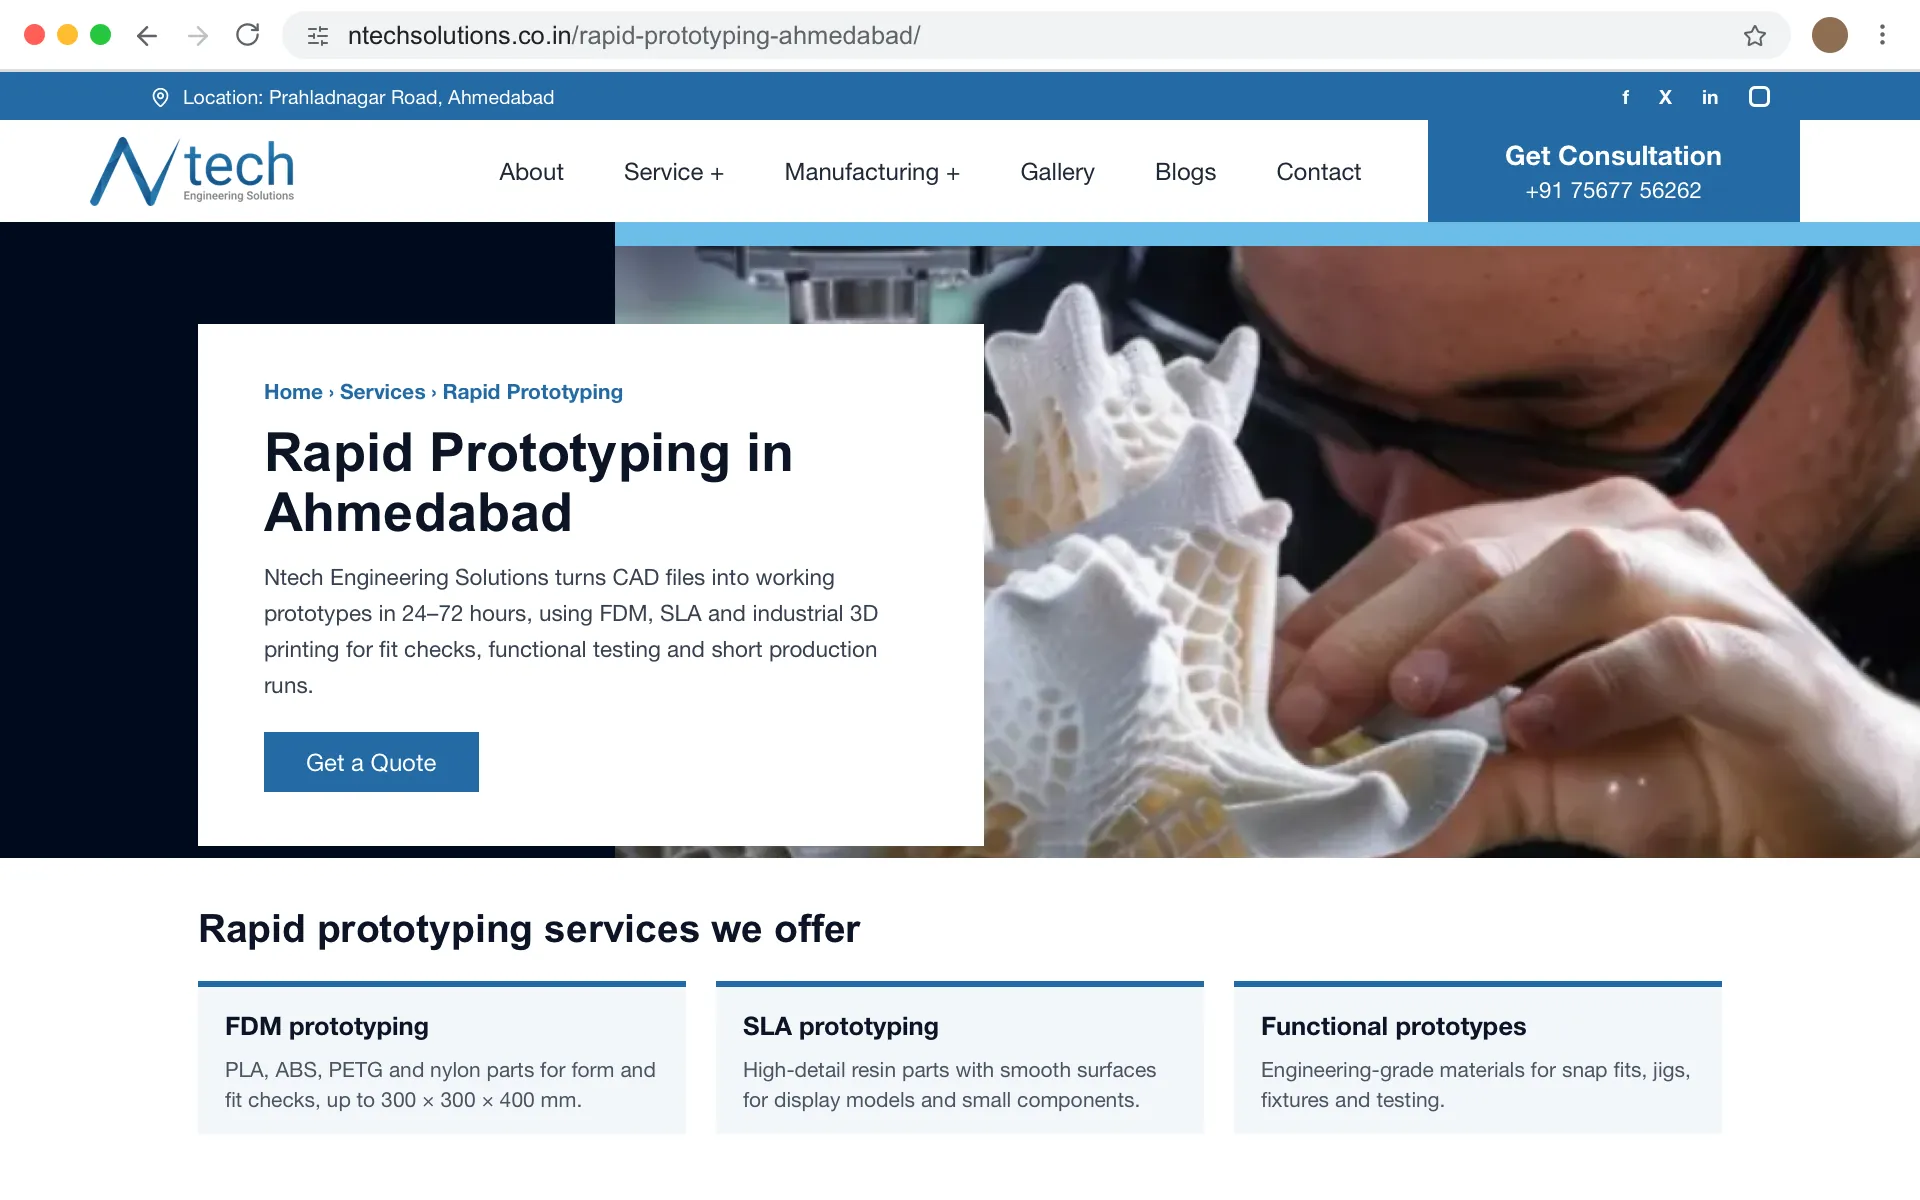 ntechsolutions.co.in/rapid-prototyping-ahmedabad/
Location: Prahladnagar Road, Ahmedabad
f X in
Ntech
Engineering Solutions
About Service + Manufacturing + Gallery Blogs Contact
Get Consultation
+91 75677 56262
Home › Services › Rapid Prototyping
Rapid Prototyping in
Ahmedabad
Ntech Engineering Solutions turns CAD files into working
prototypes in 24–72 hours, using FDM, SLA and industrial 3D
printing for fit checks, functional testing and short production
runs.
Get a Quote
Rapid prototyping services we offer
FDM prototyping
PLA, ABS, PETG and nylon parts for form and
fit checks, up to 300 × 300 × 400 mm.
SLA prototyping
High-detail resin parts with smooth surfaces
for display models and small components.
Functional prototypes
Engineering-grade materials for snap fits, jigs,
fixtures and testing.